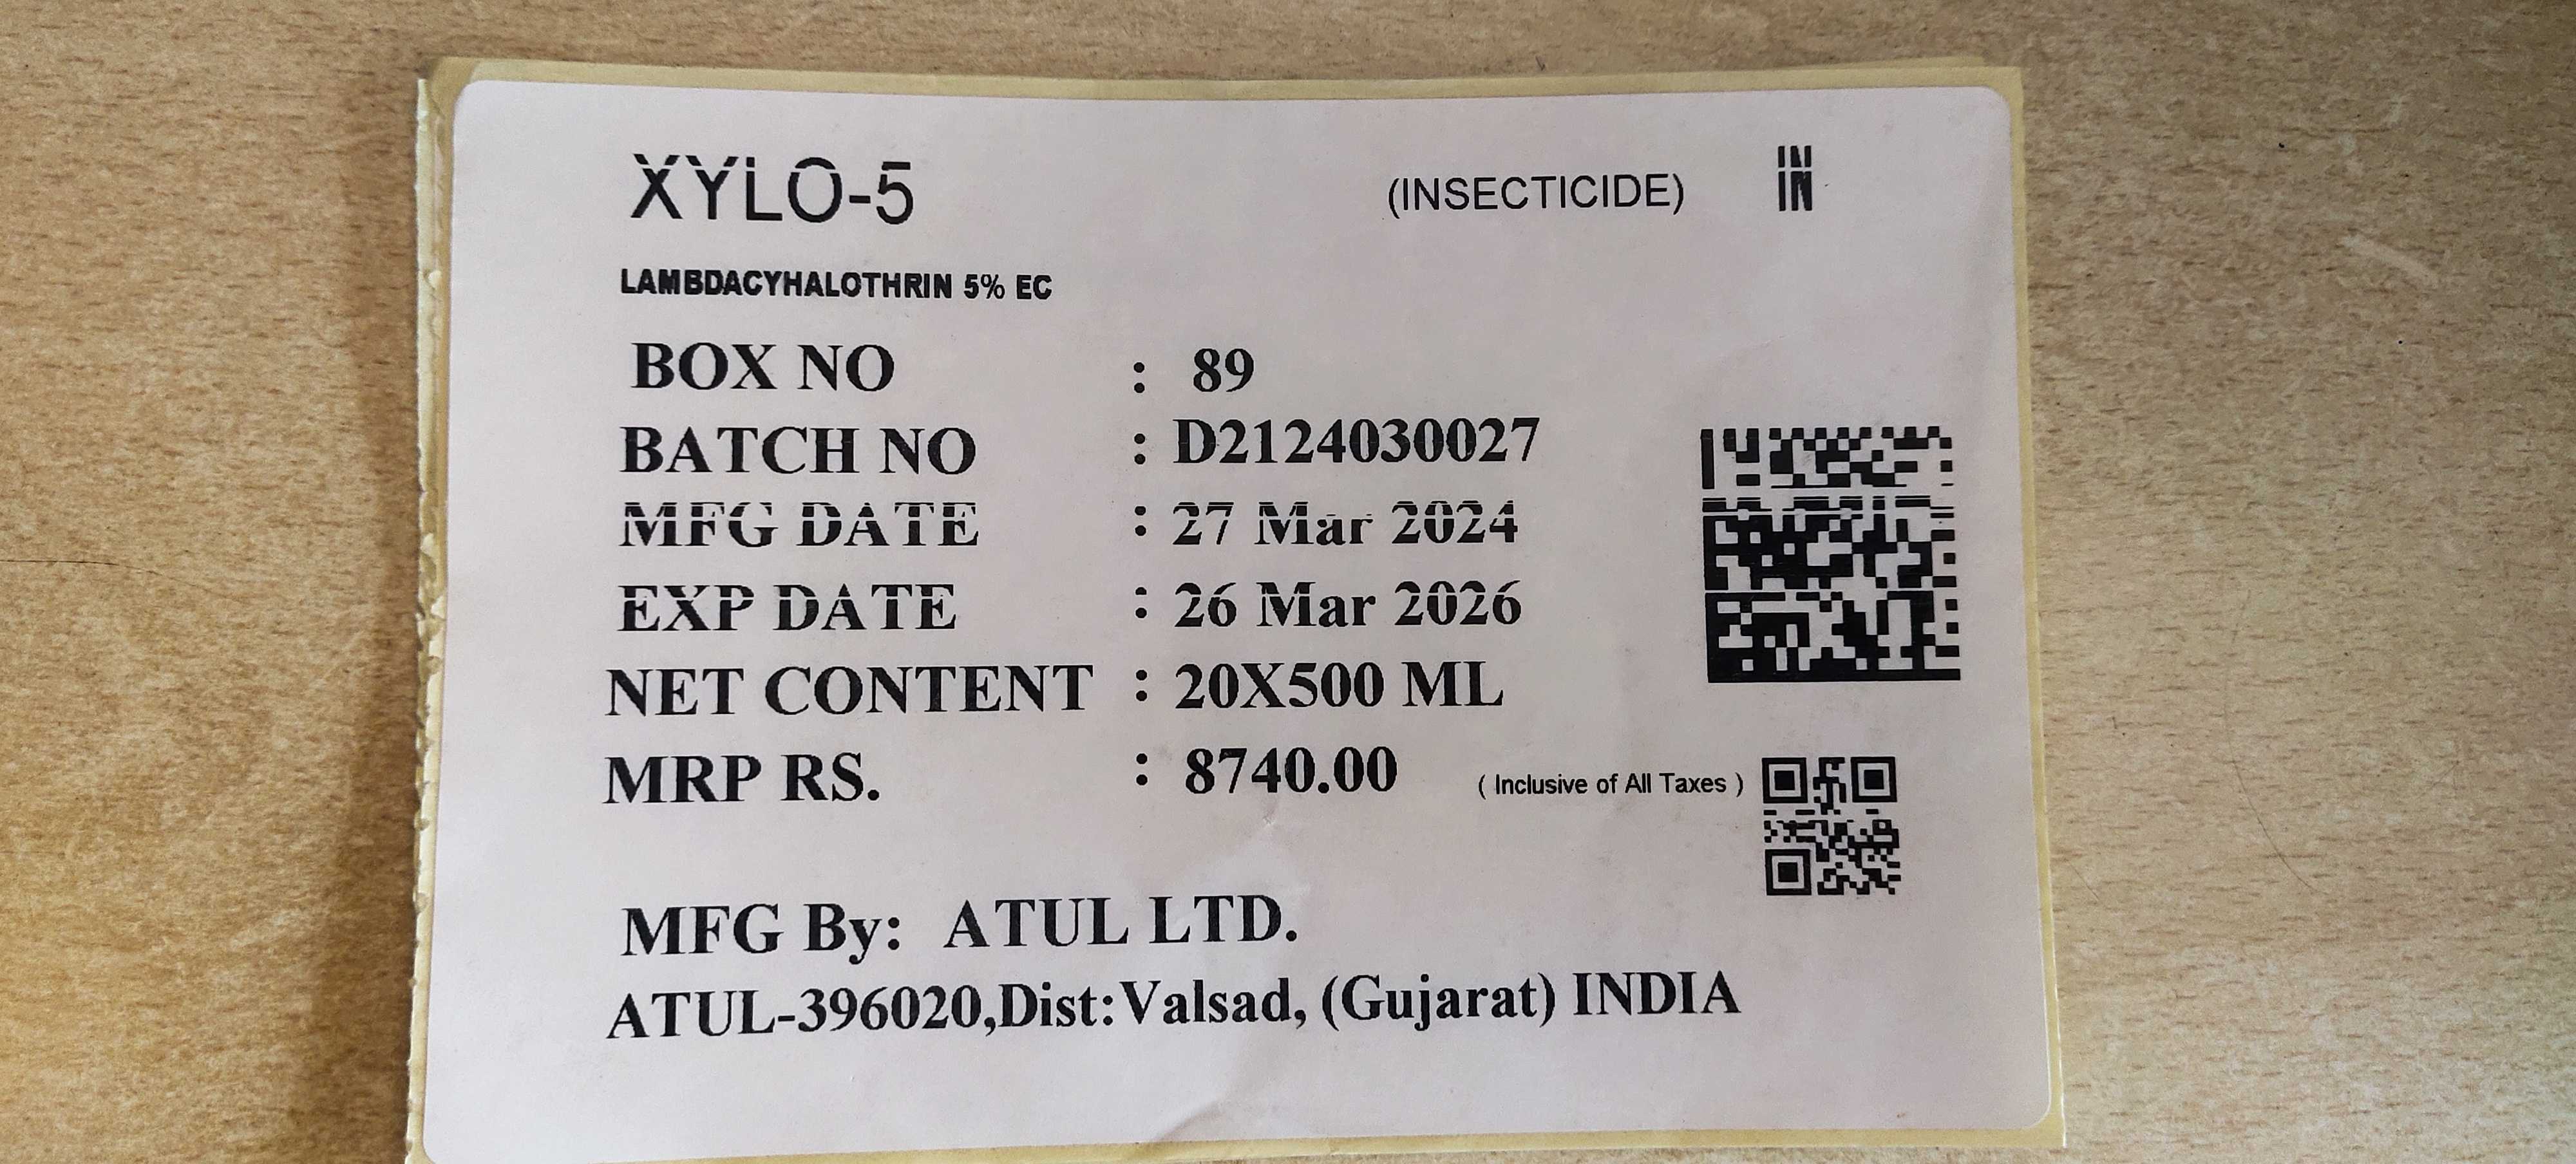 XYLO-5 (INSECTICIDE) IN
IN
LAMBDACYHALOTHRIN 5% EC
BOX NO : 89
BATCH NO : D2124030027
MFG DATE : 27 Mar 2024
EXP DATE : 26 Mar 2026
NET CONTENT : 20X500 ML
MRP RS. : 8740.00 ( Inclusive of All Taxes )
MFG By: ATUL LTD.
ATUL-396020,Dist:Valsad, (Gujarat) INDIA